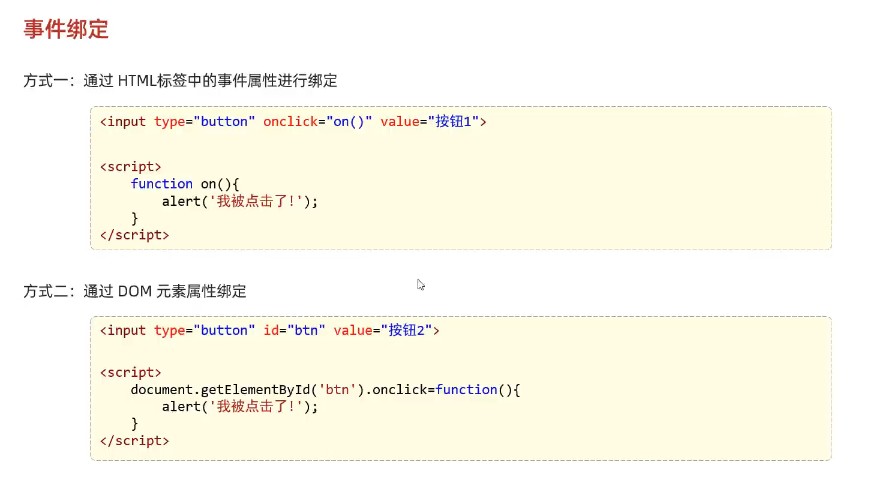 事件绑定
方式一：通过 HTML标签中的事件属性进行绑定
<input type="button" onclick="on()" value="按钮1">
<script>
    function on(){
        alert('我被点击了!');
    }
</script>
方式二：通过 DOM 元素属性绑定
<input type="button" id="btn" value="按钮2">
<script>
    document.getElementById('btn').onclick=function(){
        alert('我被点击了!');
    }
</script>